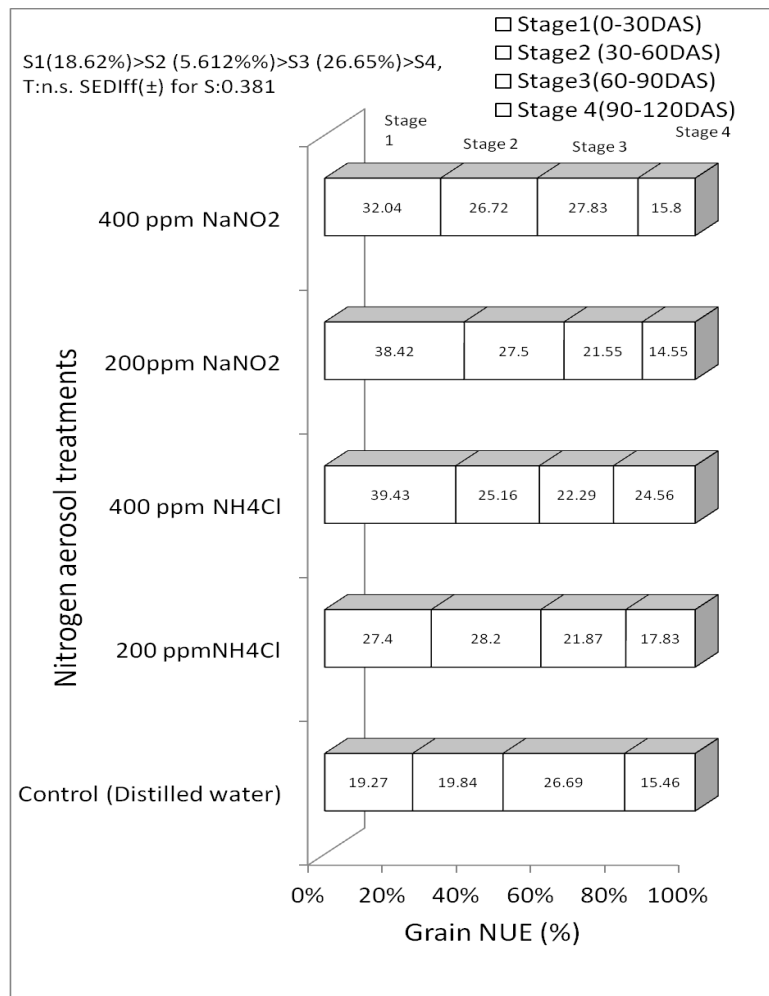 S1(18.62%)>S2 (5.612%%)>S3 (26.65%)>S4,
T:n.s. SEDIff(±) for S:0.381
Stage1(0-30DAS)
Stage2 (30-60DAS)
Stage3(60-90DAS)
Stage 4(90-120DAS)
Stage
1
Stage 2
Stage 3
Stage 4
Nitrogen aerosol treatments
400 ppm NaNO2
32.04
26.72
27.83
15.8
200ppm NaNO2
38.42
27.5
21.55
14.55
400 ppm NH4Cl
39.43
25.16
22.29
24.56
200 ppmNH4Cl
27.4
28.2
21.87
17.83
Control (Distilled water)
19.27
19.84
26.69
15.46
0%
20%
40%
60%
80%
100%
Grain NUE (%)